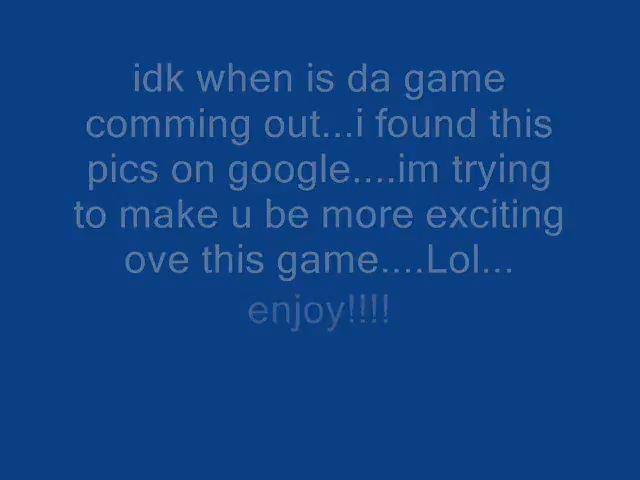 idk when is da game
comming out...i found this
pics on google....im trying
to make u be more exciting
ove this game....Lol...
enjoy!!!!